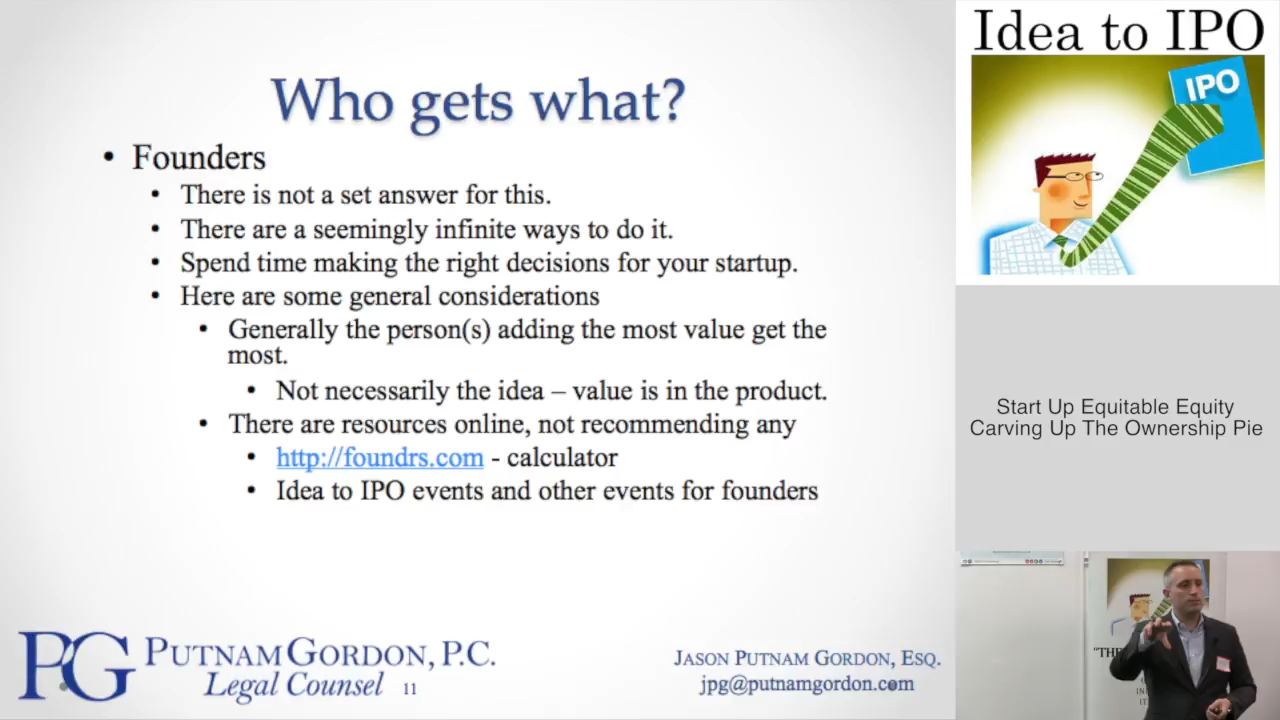 Who gets what?
• Founders
• There is not a set answer for this.
• There are a seemingly infinite ways to do it.
• Spend time making the right decisions for your startup.
• Here are some general considerations
• Generally the person(s) adding the most value get the
most.
• Not necessarily the idea – value is in the product.
• There are resources online, not recommending any
• http://foundrs.com - calculator
• Idea to IPO events and other events for founders
PG
PUTNAM GORDON, P.C.
Legal Counsel
11
JASON PUTNAM GORDON, ESQ.
jpg@putnamgordon.com
Idea to IPO
IPO
Start Up Equitable Equity
Carving Up The Ownership Pie